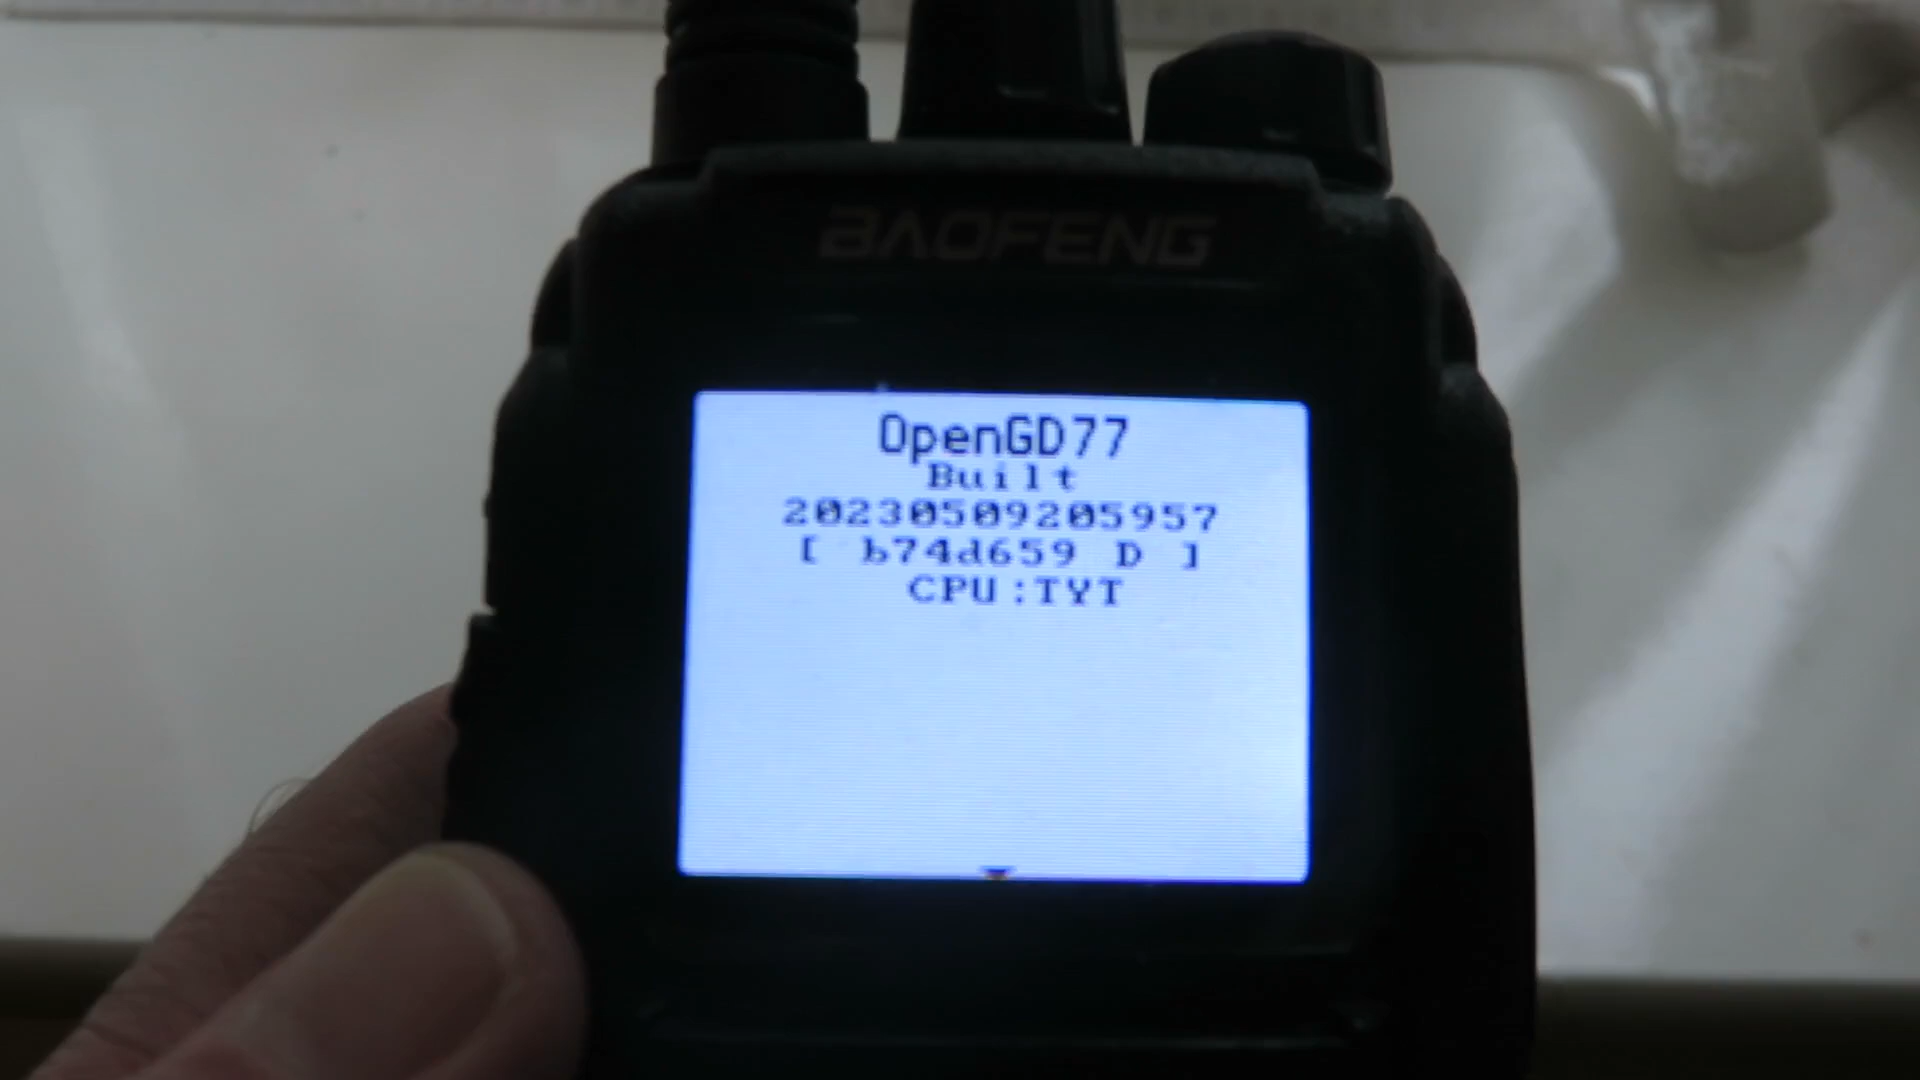 BAOFENG
OpenGD77
Built
20230509205957
[ b74d659 D ]
CPU:TYT